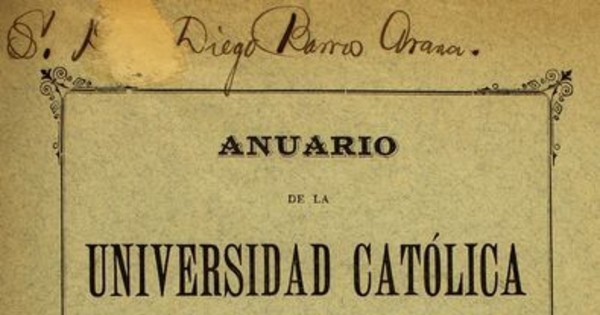 S. Diego Barros Arana.
ANUARIO
DE LA
UNIVERSIDAD CATÓLICA